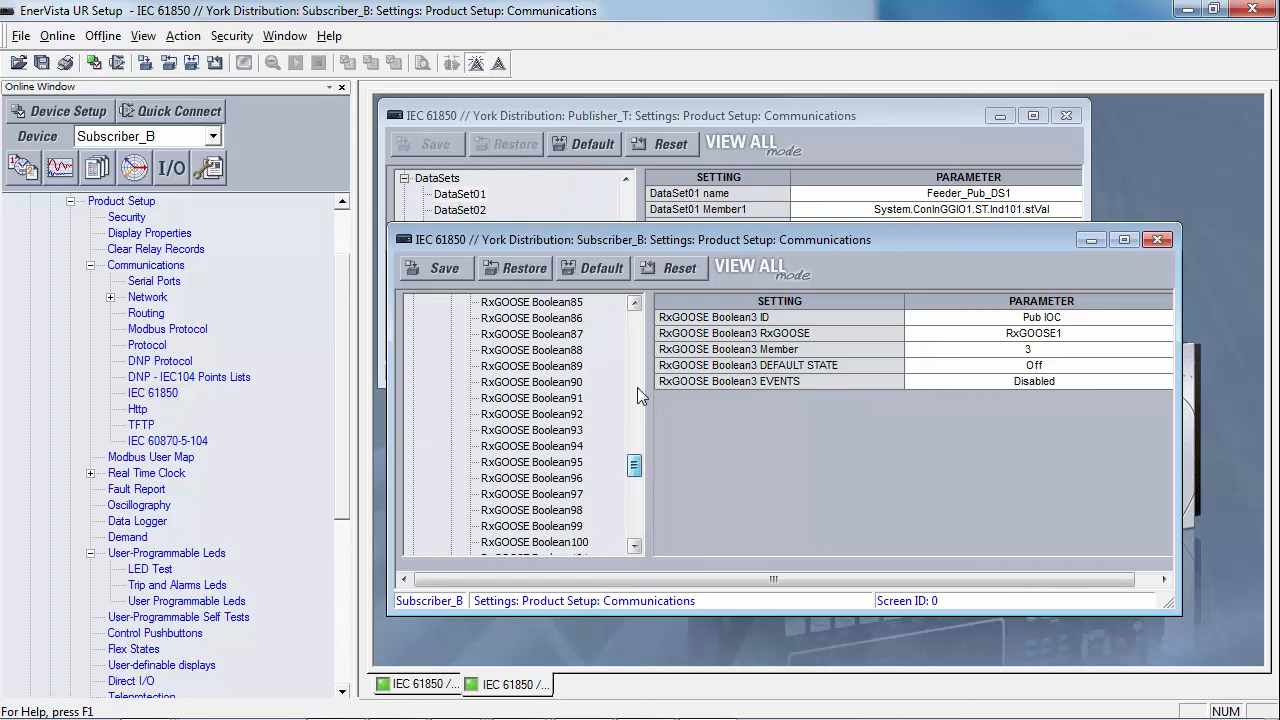 EnerVista UR Setup - IEC 61850 // York Distribution: Subscriber_B: Settings: Product Setup: Communications
File Online Offline View Action Security Window Help
Online Window
Device Setup Quick Connect
Device Subscriber_B
I/O
Product Setup
Security
Display Properties
Clear Relay Records
Communications
Serial Ports
Network
Routing
Modbus Protocol
Protocol
DNP Protocol
DNP - IEC104 Points Lists
IEC 61850
Http
TFTP
IEC 60870-5-104
Modbus User Map
Real Time Clock
Fault Report
Oscillography
Data Logger
Demand
User-Programmable Leds
LED Test
Trip and Alarms Leds
User Programmable Leds
User-Programmable Self Tests
Control Pushbuttons
Flex States
User-definable displays
Direct I/O
Teleprotection
IEC 61850 // York Distribution: Publisher_T: Settings: Product Setup: Communications
Save Restore Default Reset VIEW ALL mode
DataSets
DataSet01
DataSet02
SETTING PARAMETER
DataSet01 name Feeder_Pub_DS1
DataSet01 Member1 System.ConInGGIO1.ST.Ind101.stVal
IEC 61850 // York Distribution: Subscriber_B: Settings: Product Setup: Communications
Save Restore Default Reset VIEW ALL mode
RxGOOSE Boolean85
RxGOOSE Boolean86
RxGOOSE Boolean87
RxGOOSE Boolean88
RxGOOSE Boolean89
RxGOOSE Boolean90
RxGOOSE Boolean91
RxGOOSE Boolean92
RxGOOSE Boolean93
RxGOOSE Boolean94
RxGOOSE Boolean95
RxGOOSE Boolean96
RxGOOSE Boolean97
RxGOOSE Boolean98
RxGOOSE Boolean99
RxGOOSE Boolean100
SETTING PARAMETER
RxGOOSE Boolean3 ID Pub IOC
RxGOOSE Boolean3 RxGOOSE RxGOOSE1
RxGOOSE Boolean3 Member 3
RxGOOSE Boolean3 DEFAULT STATE Off
RxGOOSE Boolean3 EVENTS Disabled
Subscriber_B Settings: Product Setup: Communications Screen ID: 0
IEC 61850 /... IEC 61850 /...
For Help, press F1 NUM